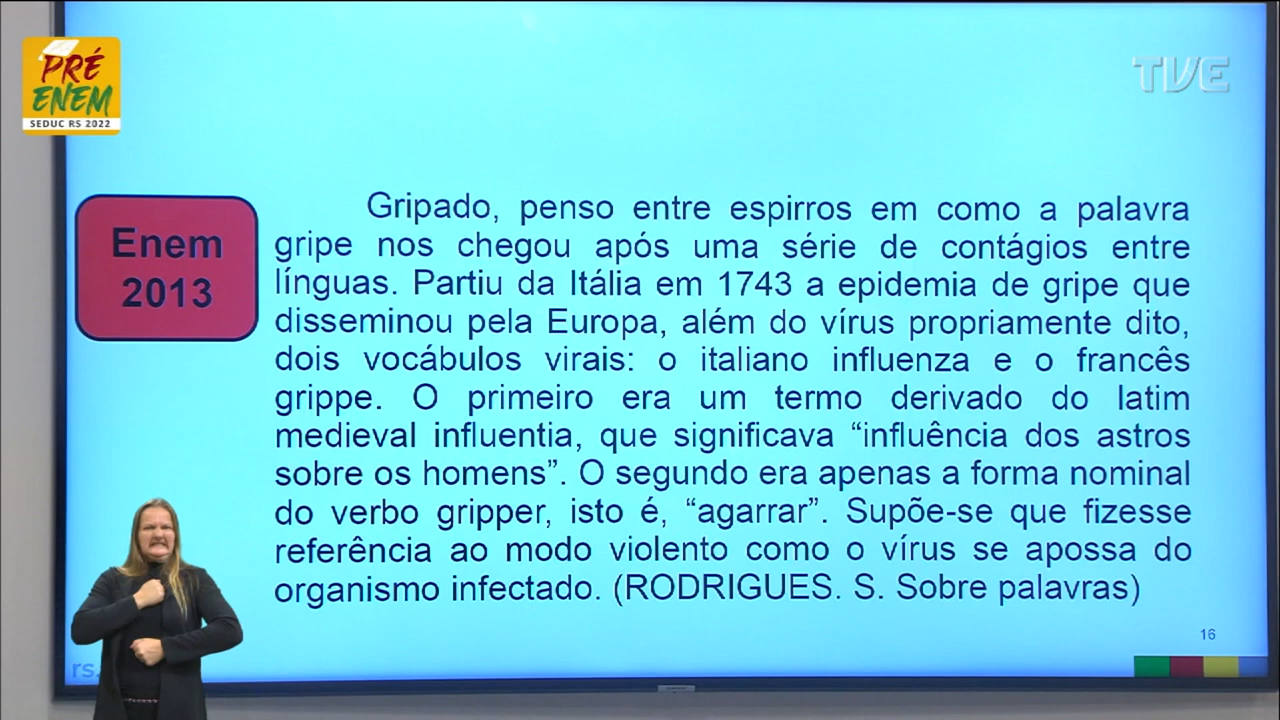 PRÉ
ENEM
SEDUC RS 2022
TVE
Enem
2013
Gripado, penso entre espirros em como a palavra
gripe nos chegou após uma série de contágios entre
línguas. Partiu da Itália em 1743 a epidemia de gripe que
disseminou pela Europa, além do vírus propriamente dito,
dois vocábulos virais: o italiano influenza e o francês
grippe. O primeiro era um termo derivado do latim
medieval influentia, que significava “influência dos astros
sobre os homens”. O segundo era apenas a forma nominal
do verbo gripper, isto é, “agarrar”. Supõe-se que fizesse
referência ao modo violento como o vírus se apossa do
organismo infectado. (RODRIGUES. S. Sobre palavras)
16
rs.